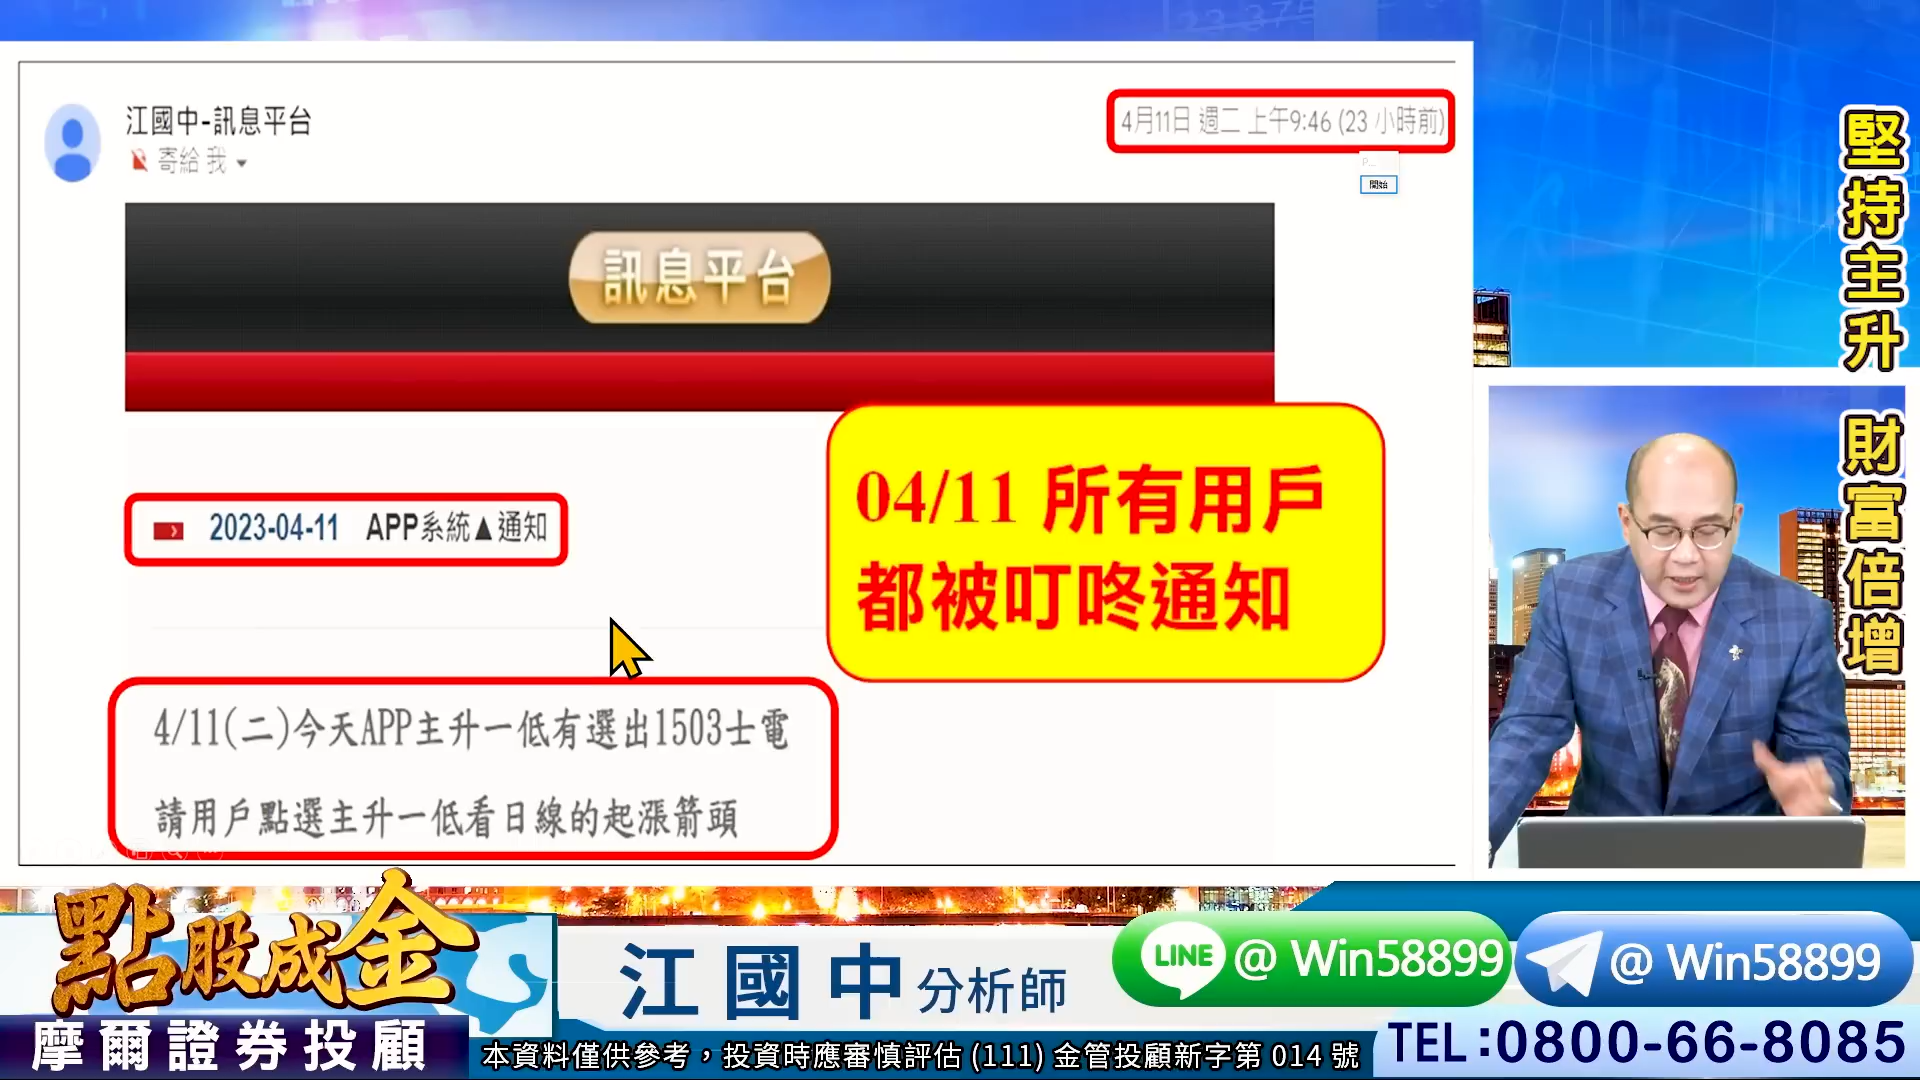 江國中-訊息平台
寄給 我
4月11日 週二 上午9:46 (23 小時前)
開始
訊息平台
2023-04-11 APP系統▲通知
04/11 所有用戶
都被叮咚通知
4/11(二)今天APP主升一低有選出1503士電
請用戶點選主升一低看日線的起漲箭頭
堅持主升 財富倍增
點股成金
摩爾證券投顧
江國中 分析師
LINE @ Win58899
@ Win58899
本資料僅供參考，投資時應審慎評估 (111) 金管投顧新字第 014 號
TEL:0800-66-8085